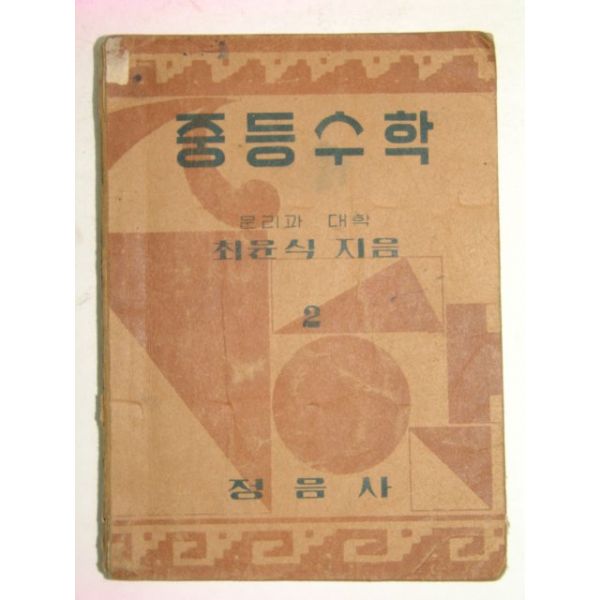 중등수학
문리과 대학
최윤식 지음
2
정음사